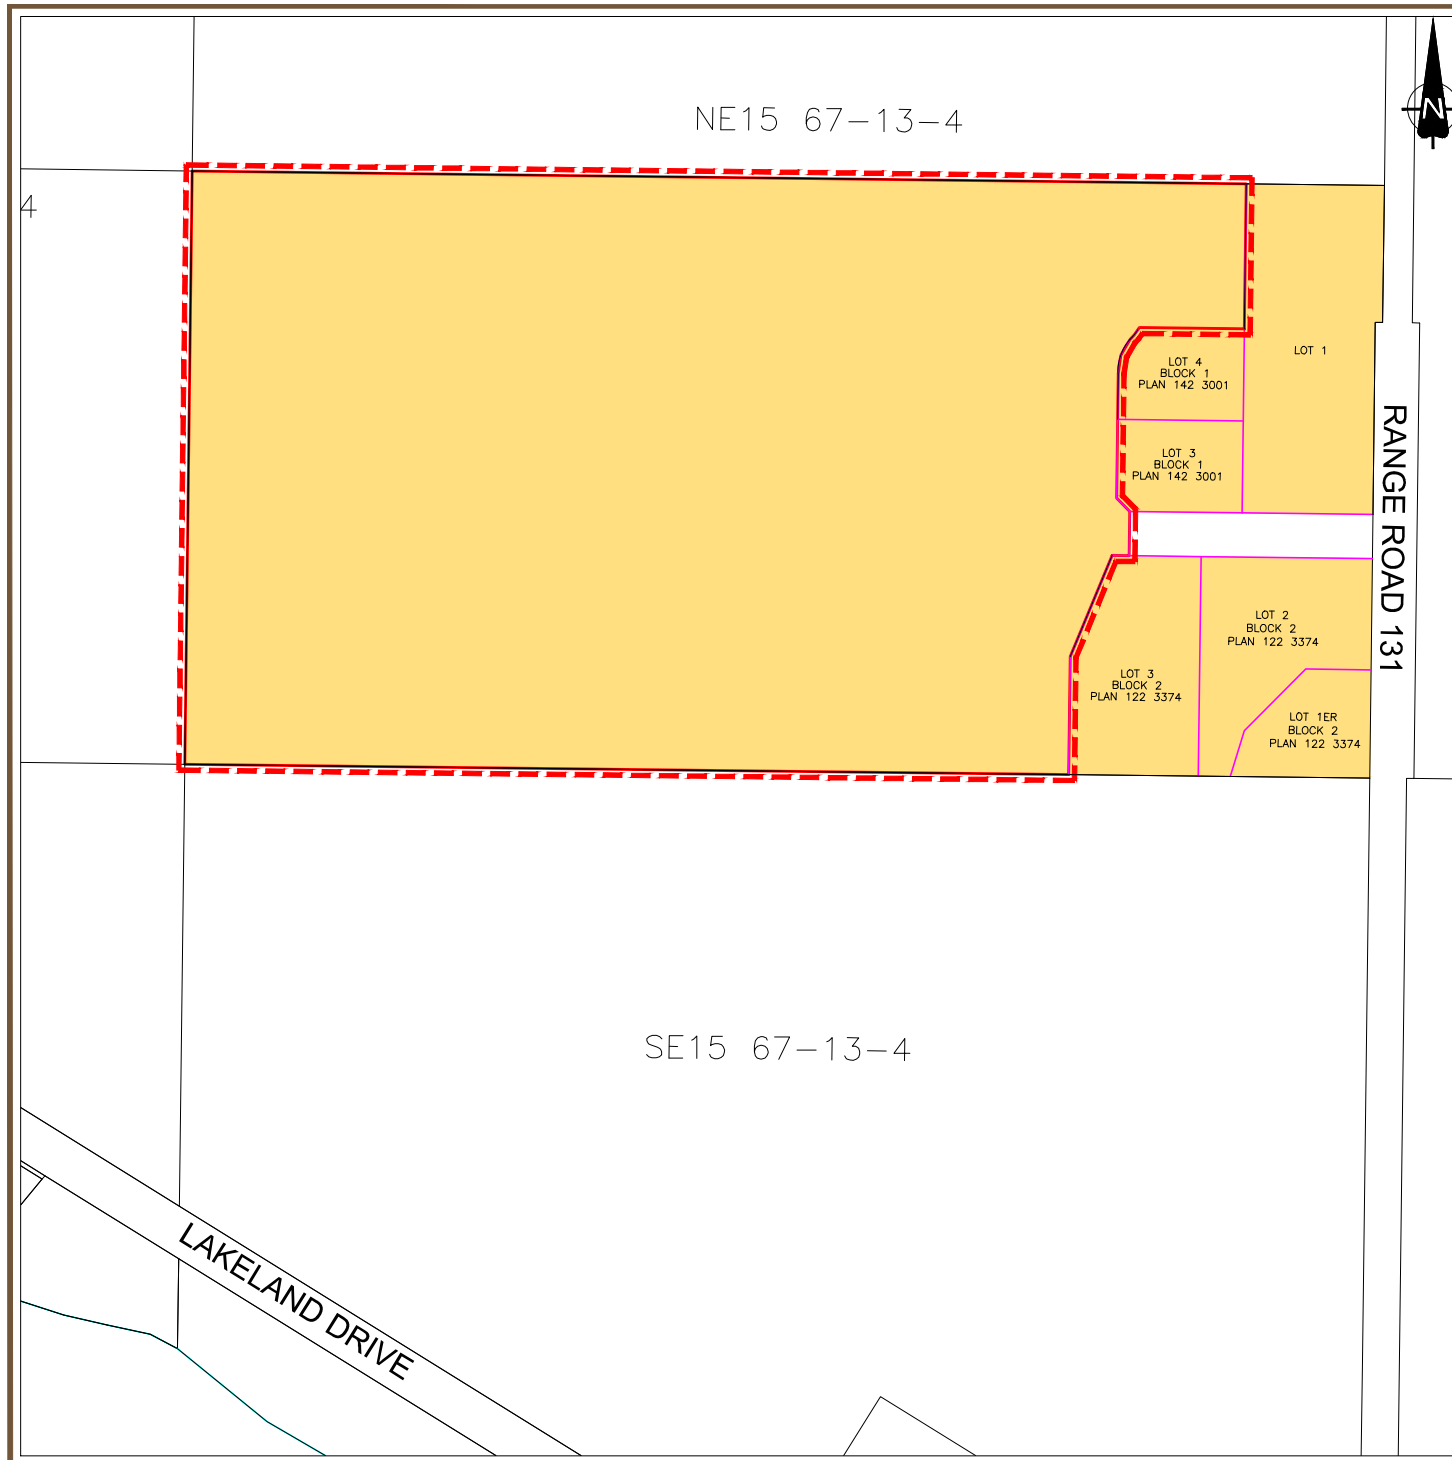 NE15 67-13-4
N
4
LOT 1
LOT 4
BLOCK 1
PLAN 142 3001
LOT 3
BLOCK 1
PLAN 142 3001
RANGE ROAD 131
LOT 2
BLOCK 2
PLAN 122 3374
LOT 3
BLOCK 2
PLAN 122 3374
LOT 1ER
BLOCK 2
PLAN 122 3374
SE15 67-13-4
LAKELAND DRIVE